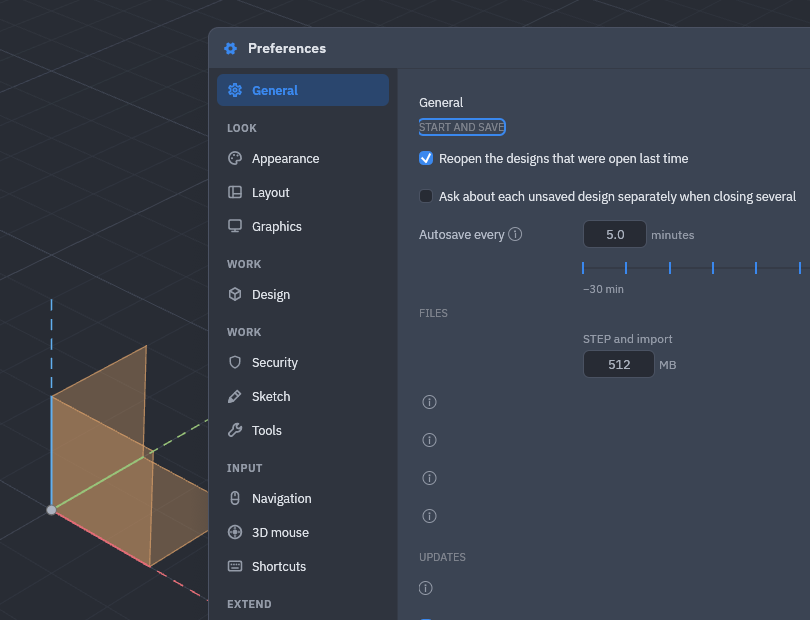 Preferences
General
LOOK
Appearance
Layout
Graphics
WORK
Design
WORK
Security
Sketch
Tools
INPUT
Navigation
3D mouse
Shortcuts
EXTEND
General
START AND SAVE
Reopen the designs that were open last time
Ask about each unsaved design separately when closing several
Autosave every
5.0 minutes
–30 min
FILES
STEP and import
512 MB
UPDATES